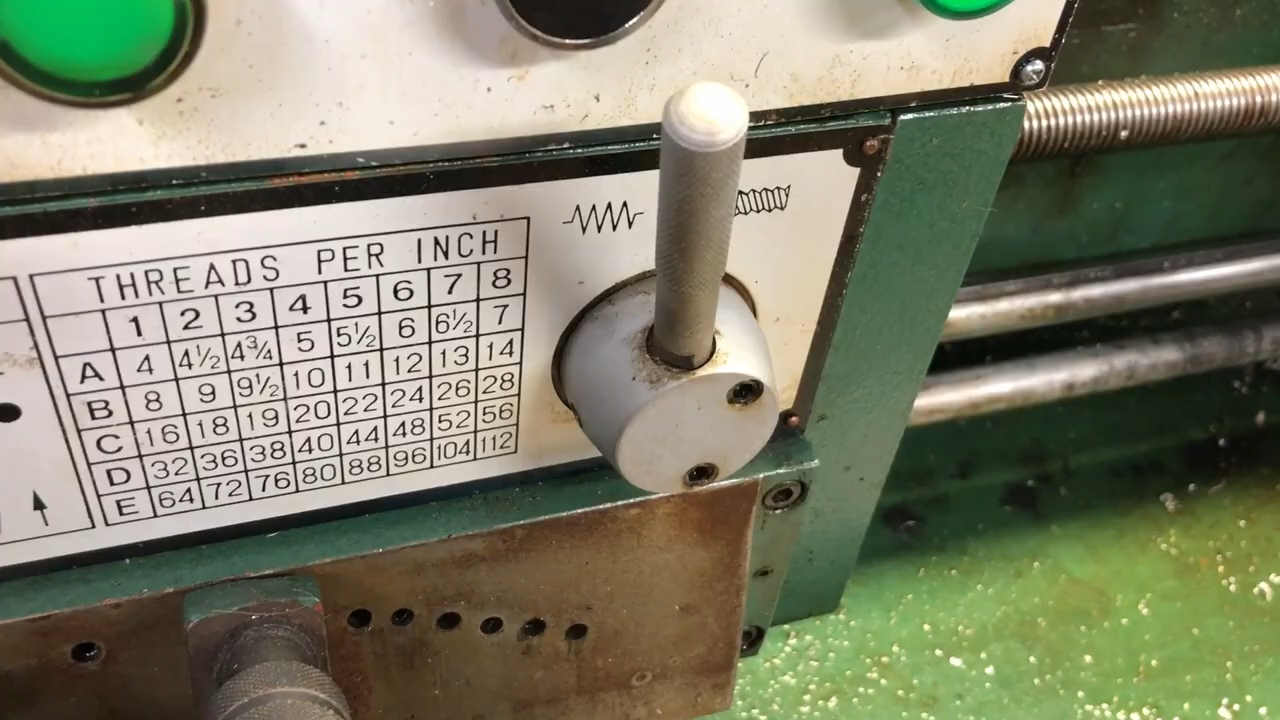 THREADS PER INCH
1 2 3 4 5 6 7 8
A 4 4½ 4¾ 5 5½ 6 6½ 7
B 8 9 9½ 10 11 12 13 14
C 16 18 19 20 22 24 26 28
D 32 36 38 40 44 48 52 56
E 64 72 76 80 88 96 104 112